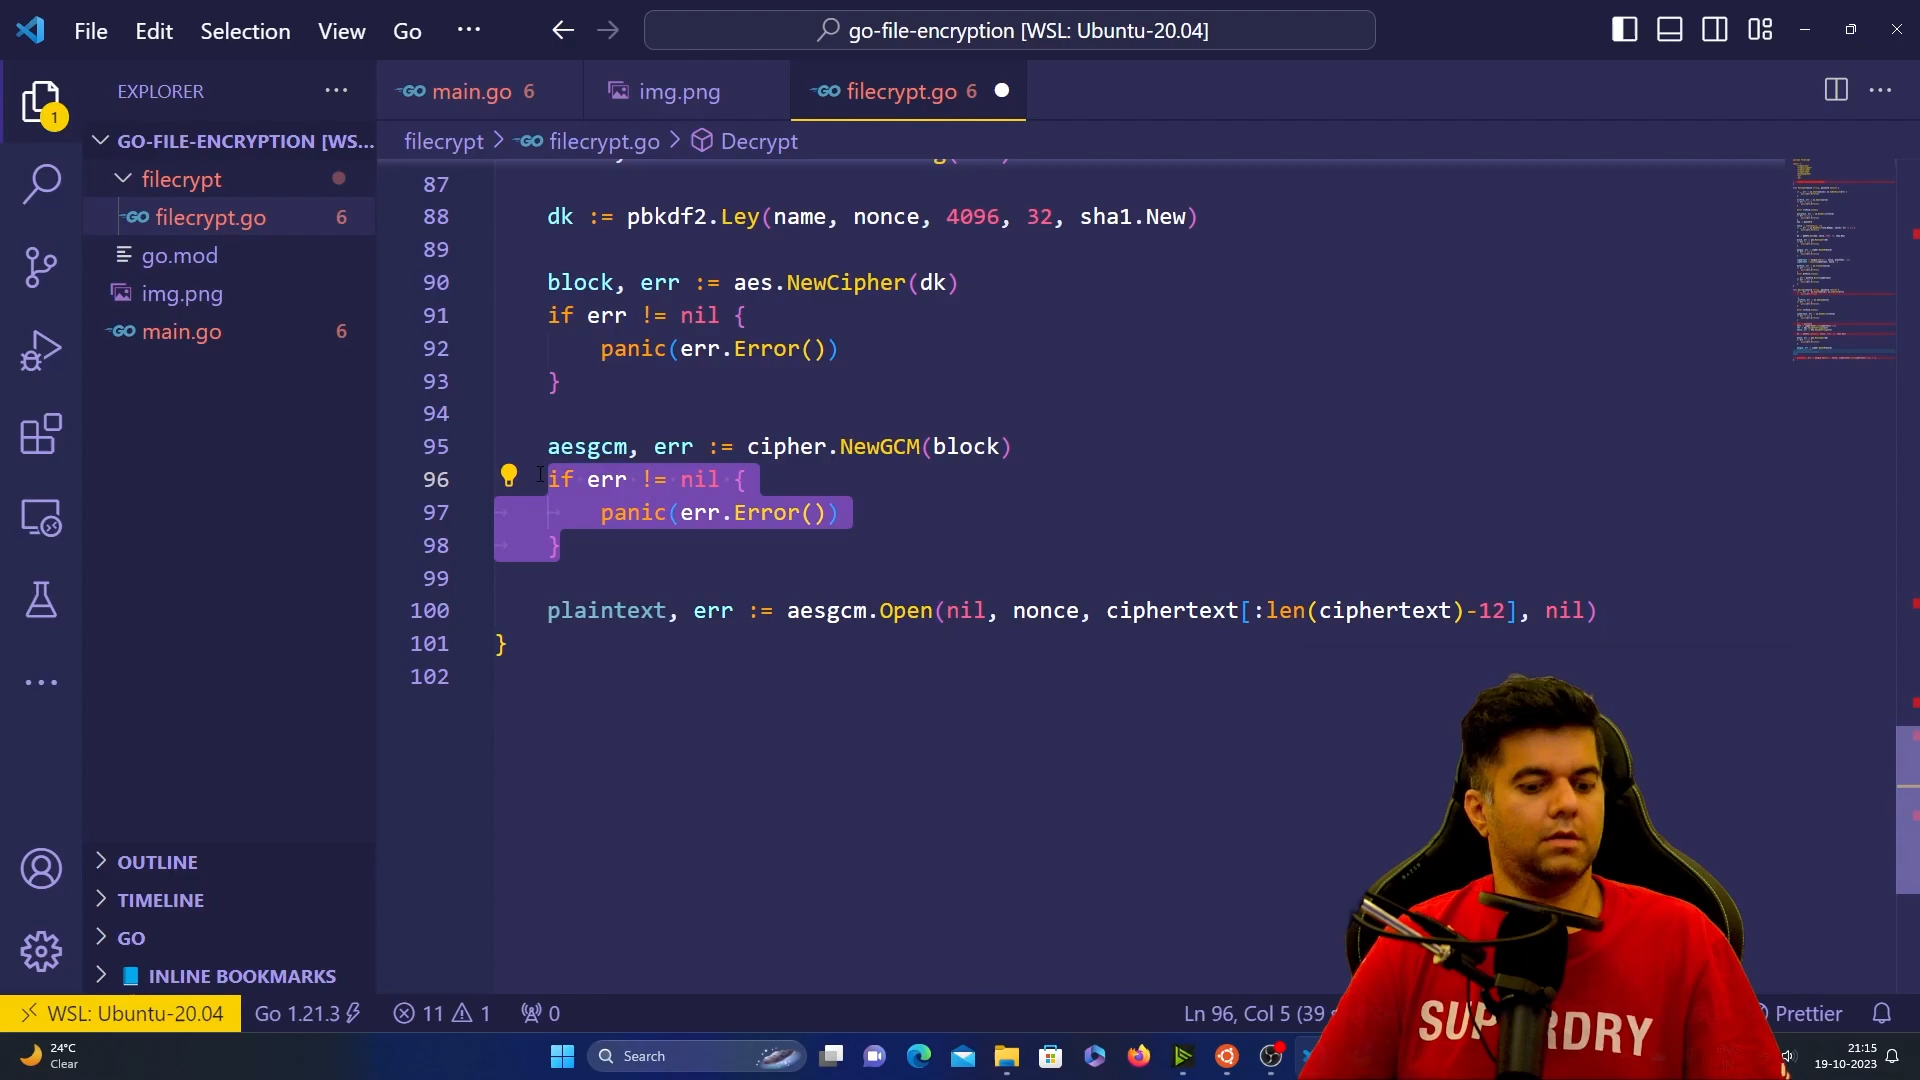 File Edit Selection View Go ··· go-file-encryption [WSL: Ubuntu-20.04]
EXPLORER ···
main.go 6
img.png
filecrypt.go 6
1
GO-FILE-ENCRYPTION [WS...
filecrypt > filecrypt.go > Decrypt
filecrypt
filecrypt.go 6
go.mod
img.png
main.go 6
87
88 dk := pbkdf2.Ley(name, nonce, 4096, 32, sha1.New)
89
90 block, err := aes.NewCipher(dk)
91 if err != nil {
92 panic(err.Error())
93 }
94
95 aesgcm, err := cipher.NewGCM(block)
96 if err != nil {
97 panic(err.Error())
98 }
99
100 plaintext, err := aesgcm.Open(nil, nonce, ciphertext[:len(ciphertext)-12], nil)
101 }
102
OUTLINE
TIMELINE
GO
INLINE BOOKMARKS
WSL: Ubuntu-20.04 Go 1.21.3 11 1 0 Ln 96, Col 5 (39 Prettier
SUPERDRY
24°C
Clear
Search
21:15
19-10-2023